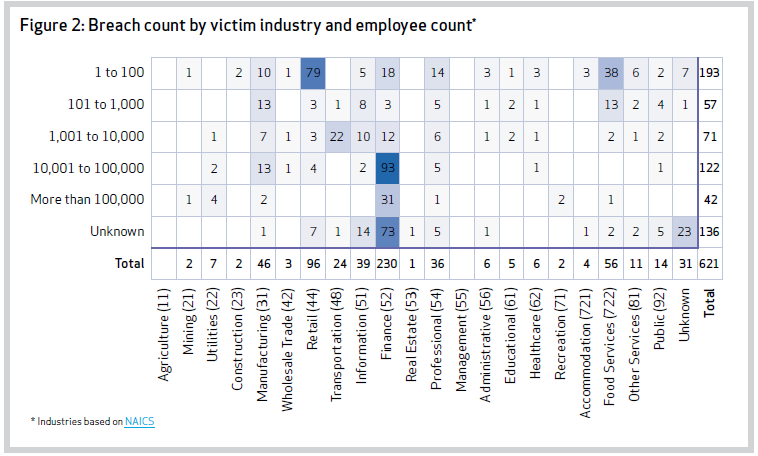 Figure 2: Breach count by victim industry and employee count*
1 to 100 1 2 10 1 79 5 18 14 3 1 3 3 38 6 2 7 193
101 to 1,000 13 3 1 8 3 5 1 2 1 13 2 4 1 57
1,001 to 10,000 1 7 1 3 22 10 12 6 1 2 1 2 1 2 71
10,001 to 100,000 2 13 1 4 2 93 5 1 1 122
More than 100,000 1 4 2 31 1 2 1 42
Unknown 1 7 1 14 73 1 5 1 1 2 2 5 23 136
Total 2 7 2 46 3 96 24 39 230 1 36 6 5 6 2 4 56 11 14 31 621
Agriculture (11)
Mining (21)
Utilities (22)
Construction (23)
Manufacturing (31)
Wholesale Trade (42)
Retail (44)
Transportation (48)
Information (51)
Finance (52)
Real Estate (53)
Professional (54)
Management (55)
Administrative (56)
Educational (61)
Healthcare (62)
Recreation (71)
Accommodation (721)
Food Services (722)
Other Services (81)
Public (92)
Unknown
Total
* Industries based on NAICS